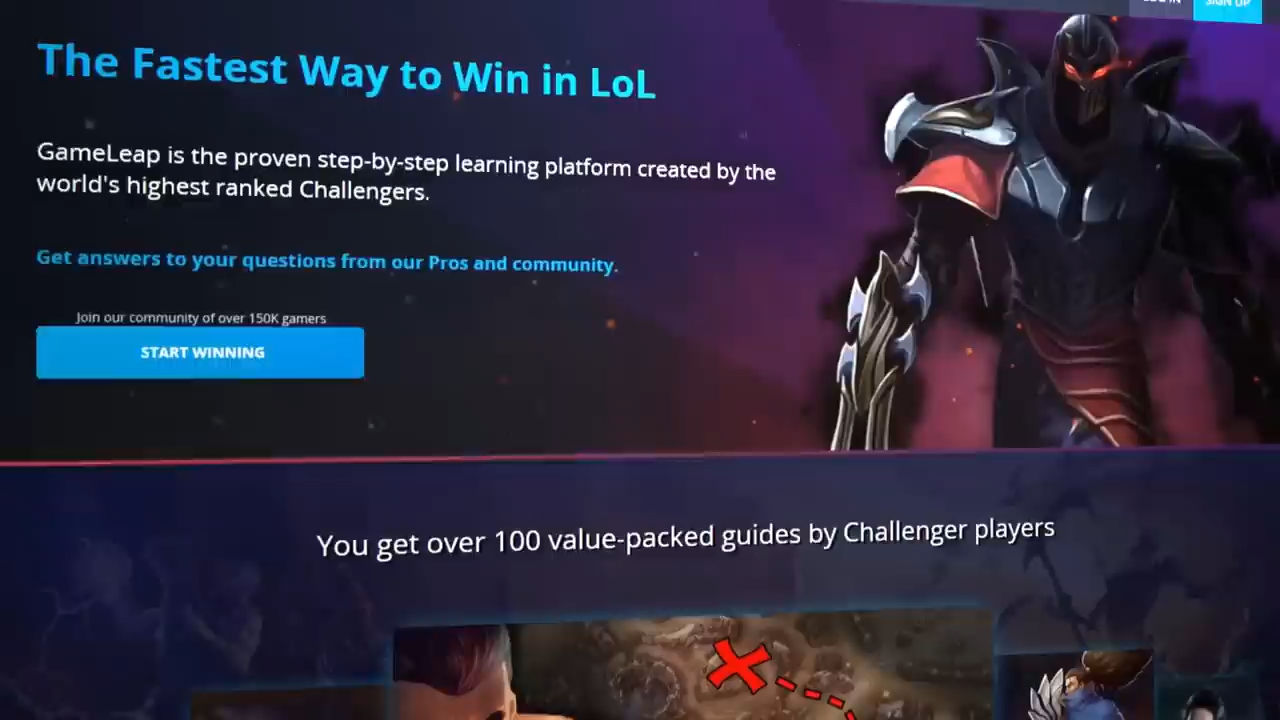 SIGN UP
The Fastest Way to Win in LoL
GameLeap is the proven step-by-step learning platform created by the
world's highest ranked Challengers.
Get answers to your questions from our Pros and community.
Join our community of over 150K gamers
START WINNING
You get over 100 value-packed guides by Challenger players